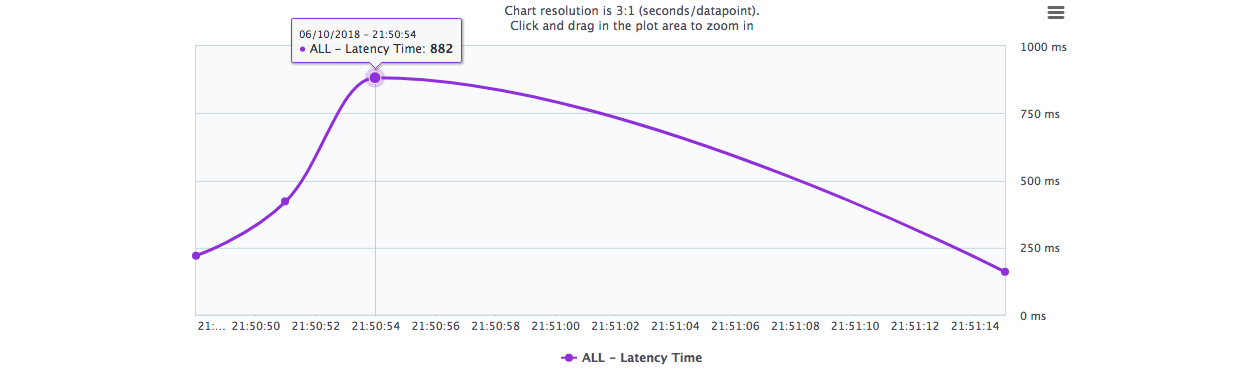 Chart resolution is 3:1 (seconds/datapoint).
Click and drag in the plot area to zoom in
06/10/2018 – 21:50:54
ALL – Latency Time: 882
1000 ms
750 ms
500 ms
250 ms
0 ms
21:... 21:50:50 21:50:52 21:50:54 21:50:56 21:50:58 21:51:00 21:51:02 21:51:04 21:51:06 21:51:08 21:51:10 21:51:12 21:51:14
ALL – Latency Time